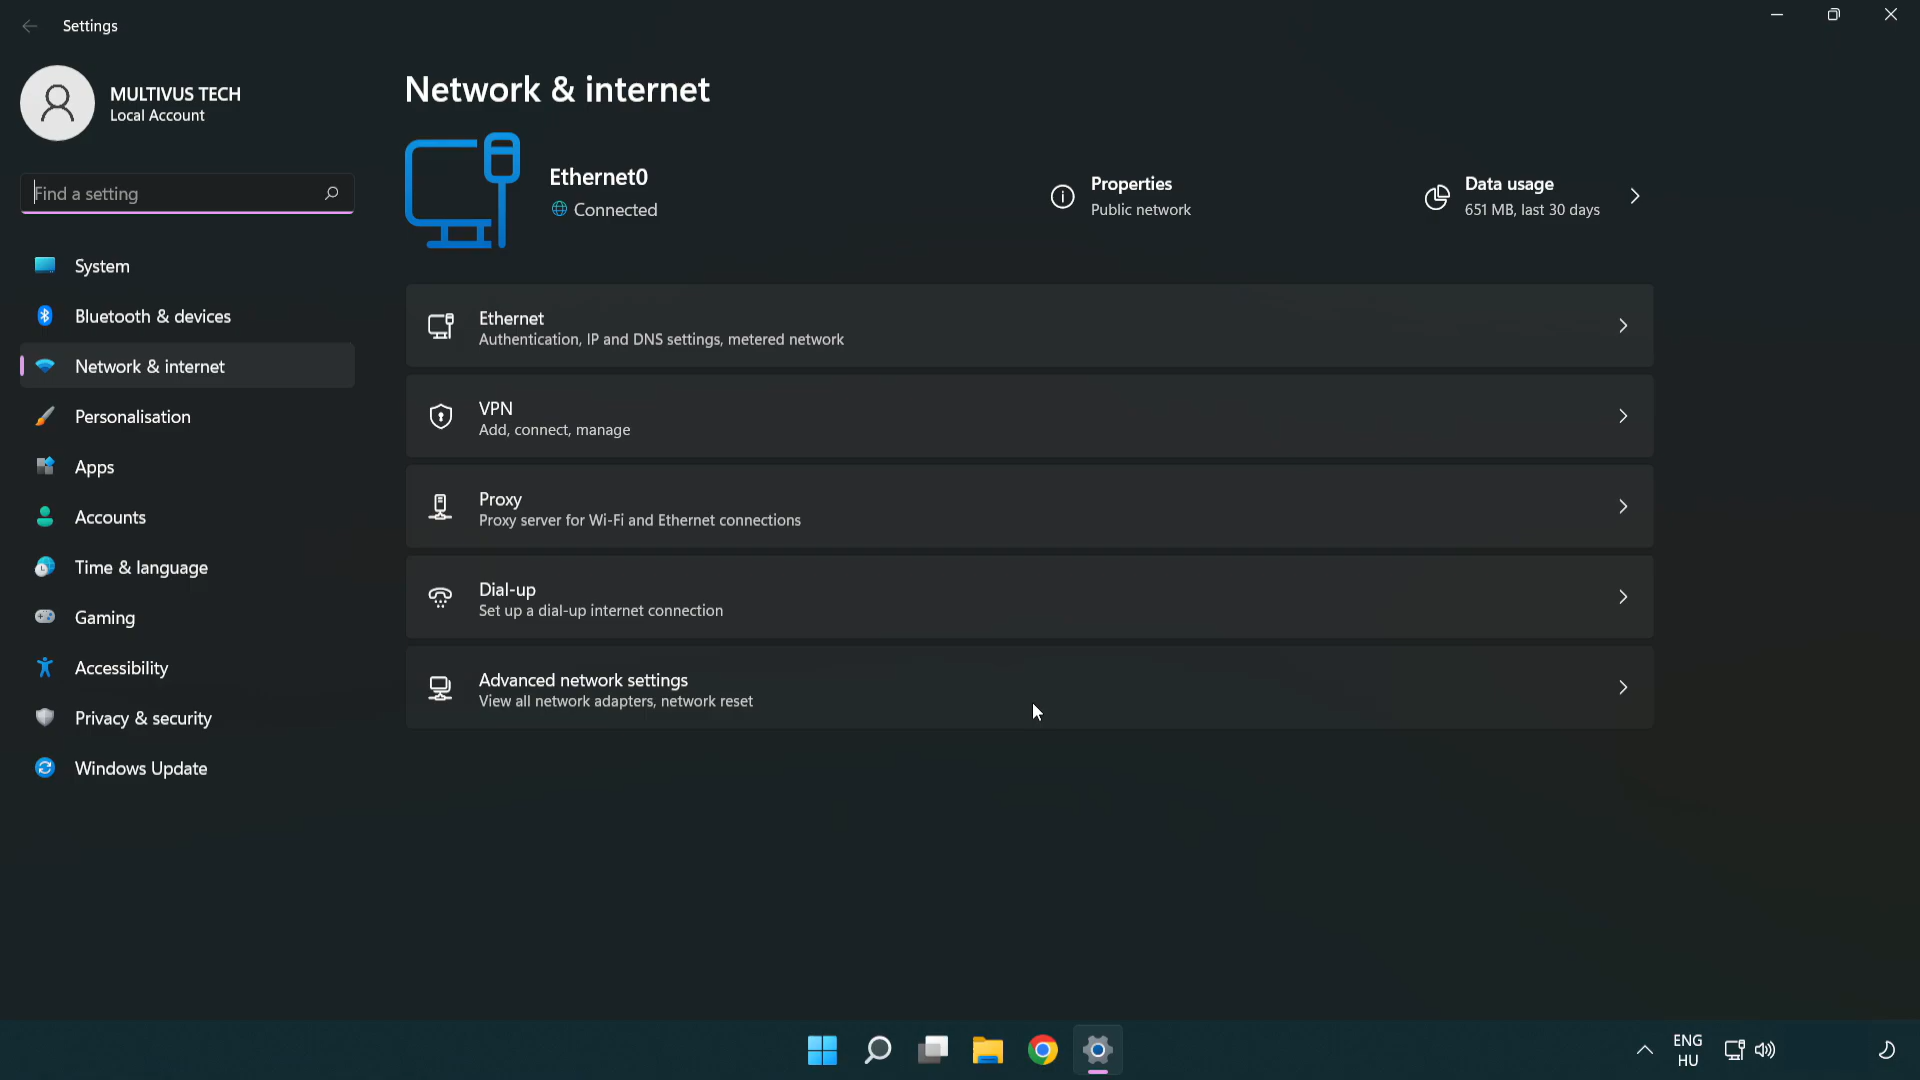 Settings
MULTIVUS TECH
Local Account
Find a setting
System
Bluetooth & devices
Network & internet
Personalisation
Apps
Accounts
Time & language
Gaming
Accessibility
Privacy & security
Windows Update
Network & internet
Ethernet0
Connected
Properties
Public network
Data usage
651 MB, last 30 days
Ethernet
Authentication, IP and DNS settings, metered network
VPN
Add, connect, manage
Proxy
Proxy server for Wi-Fi and Ethernet connections
Dial-up
Set up a dial-up internet connection
Advanced network settings
View all network adapters, network reset
ENG
HU